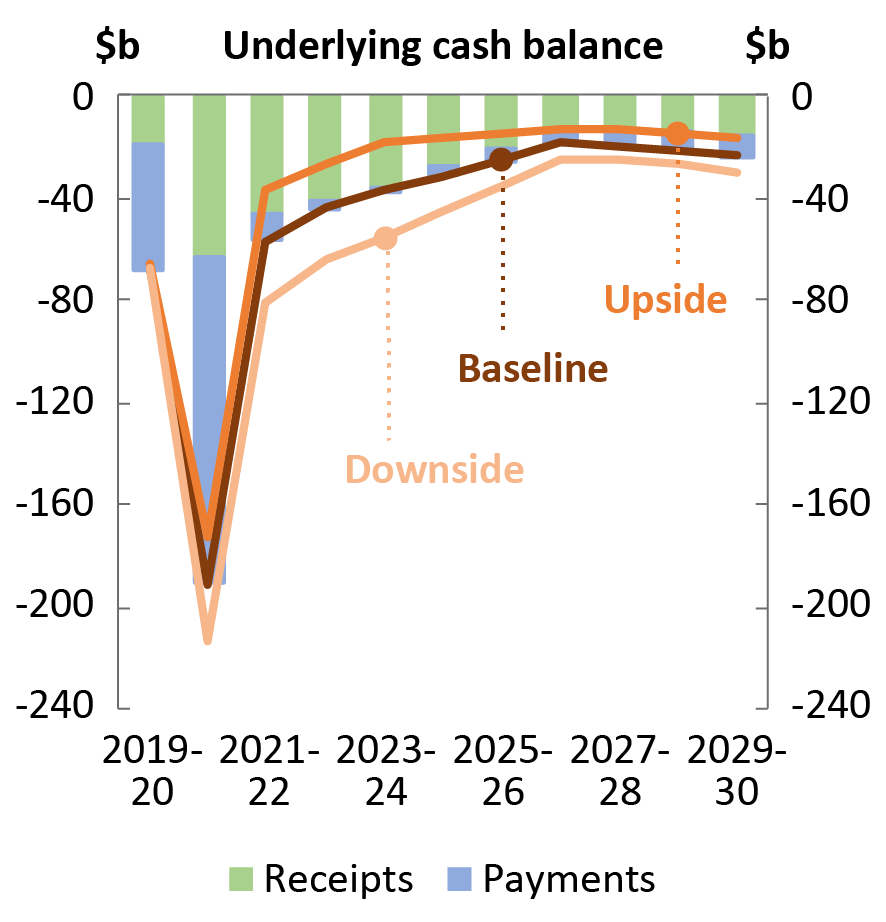 $b Underlying cash balance $b
0 0
-40 -40
-80 -80
Upside
Baseline
-120 -120
Downside
-160 -160
-200 -200
-240 -240
2019- 2021- 2023- 2025- 2027- 2029-
20 22 24 26 28 30
Receipts Payments